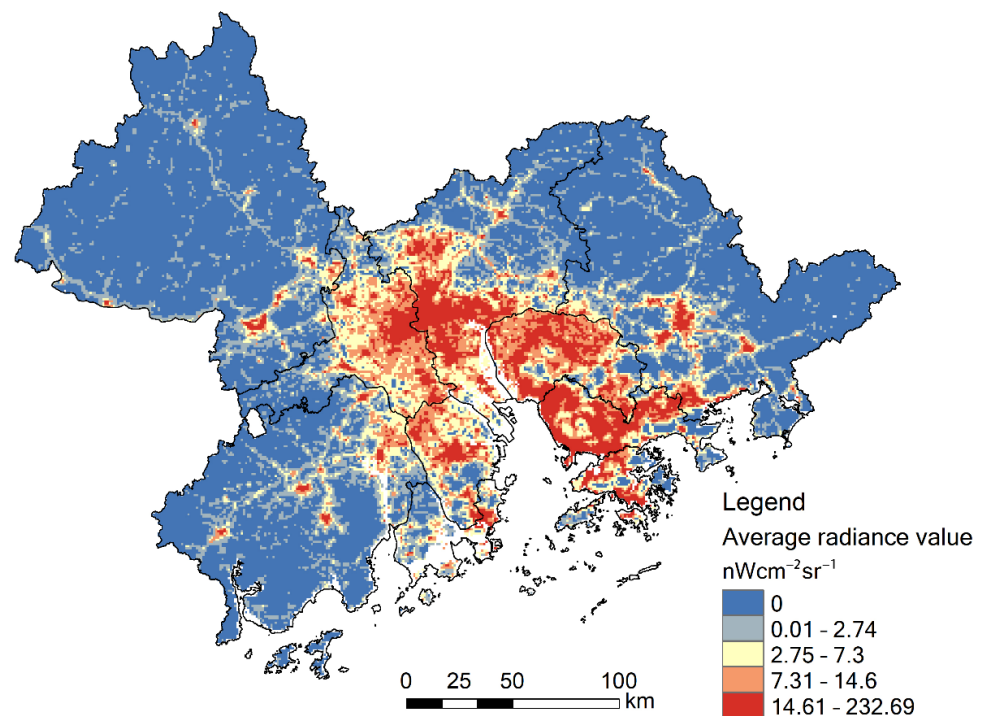 Legend
Average radiance value
nWcm⁻²sr⁻¹
0
0.01 - 2.74
2.75 - 7.3
7.31 - 14.6
14.61 - 232.69
0 25 50 100
km